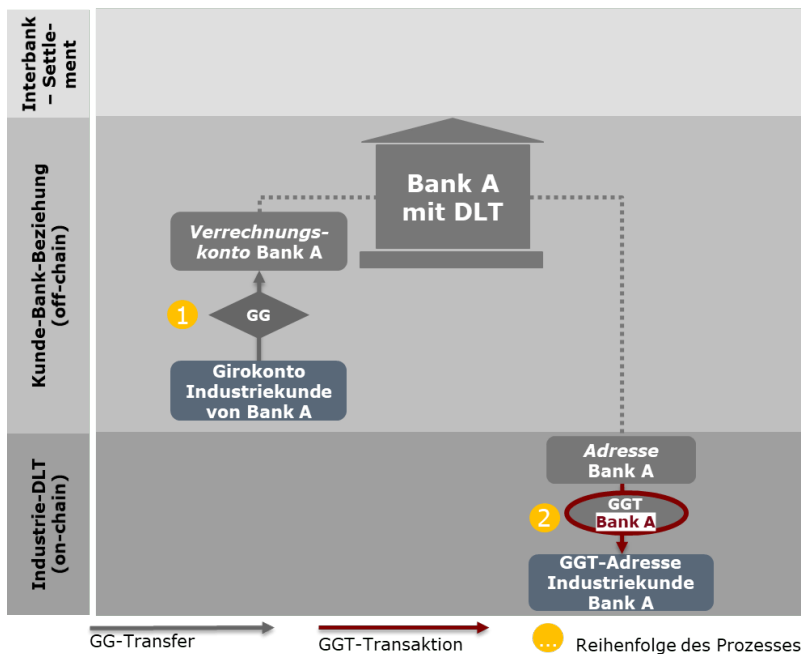 Interbank
– Settle-
ment
Kunde-Bank-Beziehung
(off-chain)
Industrie-DLT
(on-chain)
Bank A
mit DLT
Verrechnungs-
konto Bank A
1
GG
Girokonto
Industriekunde
von Bank A
Adresse
Bank A
2
GGT
Bank A
GGT-Adresse
Industriekunde
Bank A
GG-Transfer
GGT-Transaktion
...
Reihenfolge des Prozesses